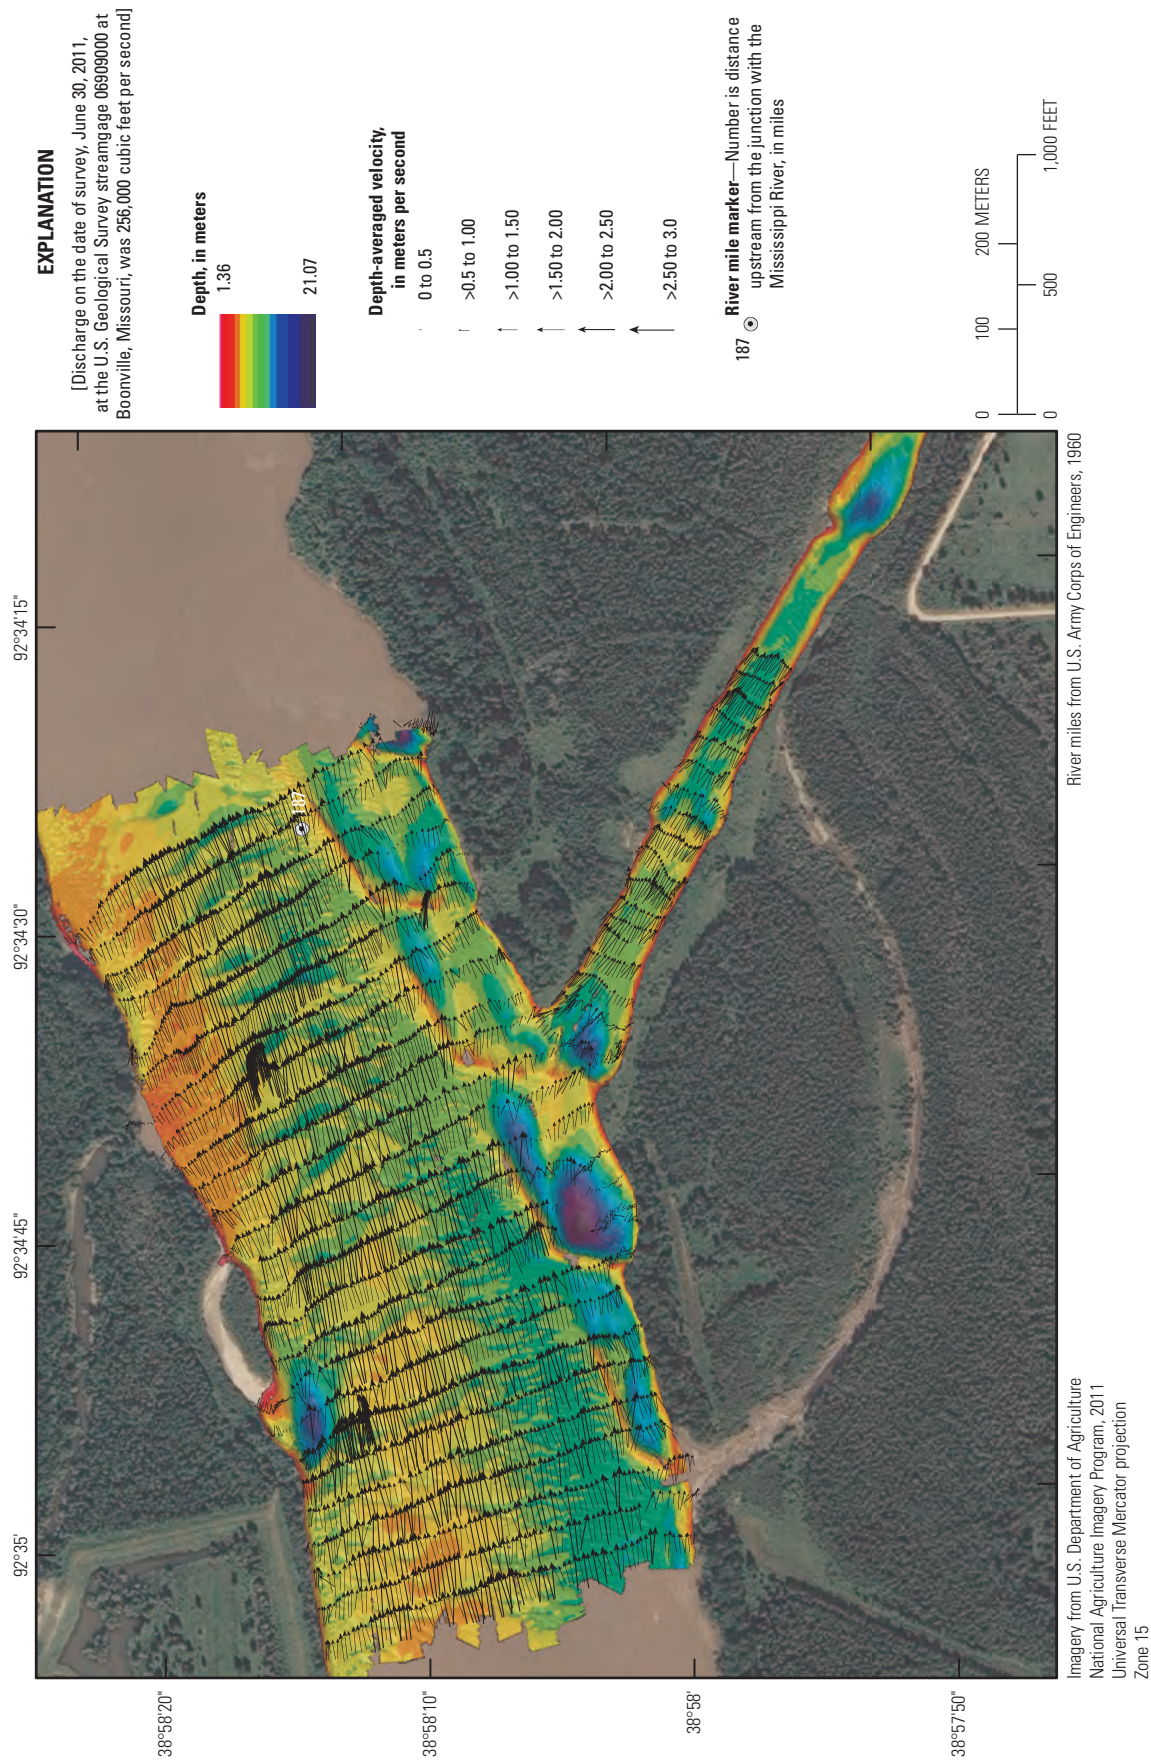 EXPLANATION
[Discharge on the date of survey, June 30, 2011,
at the U.S. Geological Survey streamgage 06909000 at
Boonville, Missouri, was 256,000 cubic feet per second]
Depth, in meters
1.36
21.07
Depth-averaged velocity,
in meters per second
0 to 0.5
>0.5 to 1.00
>1.00 to 1.50
>1.50 to 2.00
>2.00 to 2.50
>2.50 to 3.0
187 River mile marker—Number is distance
upstream from the junction with the
Mississippi River, in miles
0 100 200 METERS
0 500 1,000 FEET
92°35'
92°34'45"
92°34'30"
92°34'15"
38°58'20"
38°58'10"
38°58'
38°57'50"
187
Imagery from U.S. Department of Agriculture
National Agriculture Imagery Program, 2011
Universal Transverse Mercator projection
Zone 15
River miles from U.S. Army Corps of Engineers, 1960